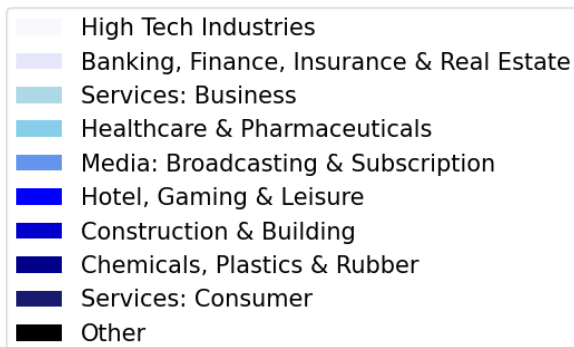 High Tech Industries
Banking, Finance, Insurance & Real Estate
Services: Business
Healthcare & Pharmaceuticals
Media: Broadcasting & Subscription
Hotel, Gaming & Leisure
Construction & Building
Chemicals, Plastics & Rubber
Services: Consumer
Other